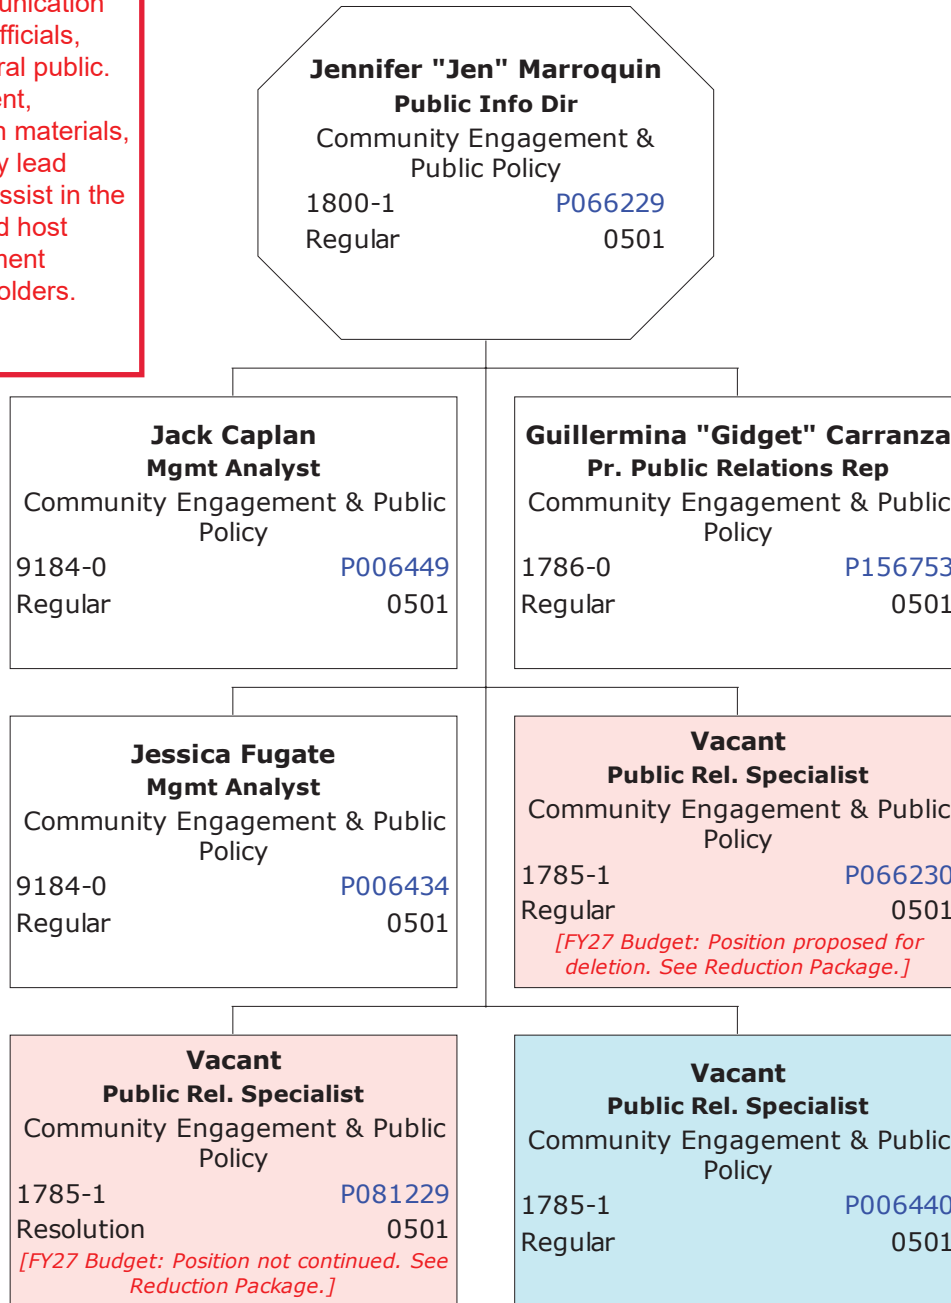 fficials,
ral public.
ent,
n materials,
y lead
ssist in the
d host
ment
olders.
Jennifer "Jen" Marroquin
Public Info Dir
Community Engagement &
Public Policy
1800-1 P066229
Regular 0501
Jack Caplan
Mgmt Analyst
Community Engagement & Public
Policy
9184-0 P006449
Regular 0501
Guillermina "Gidget" Carranza
Pr. Public Relations Rep
Community Engagement & Public
Policy
1786-0 P156753
Regular 0501
Jessica Fugate
Mgmt Analyst
Community Engagement & Public
Policy
9184-0 P006434
Regular 0501
Vacant
Public Rel. Specialist
Community Engagement & Public
Policy
1785-1 P066230
Regular 0501
[FY27 Budget: Position proposed for
deletion. See Reduction Package.]
Vacant
Public Rel. Specialist
Community Engagement & Public
Policy
1785-1 P081229
Resolution 0501
[FY27 Budget: Position not continued. See
Reduction Package.]
Vacant
Public Rel. Specialist
Community Engagement & Public
Policy
1785-1 P006440
Regular 0501